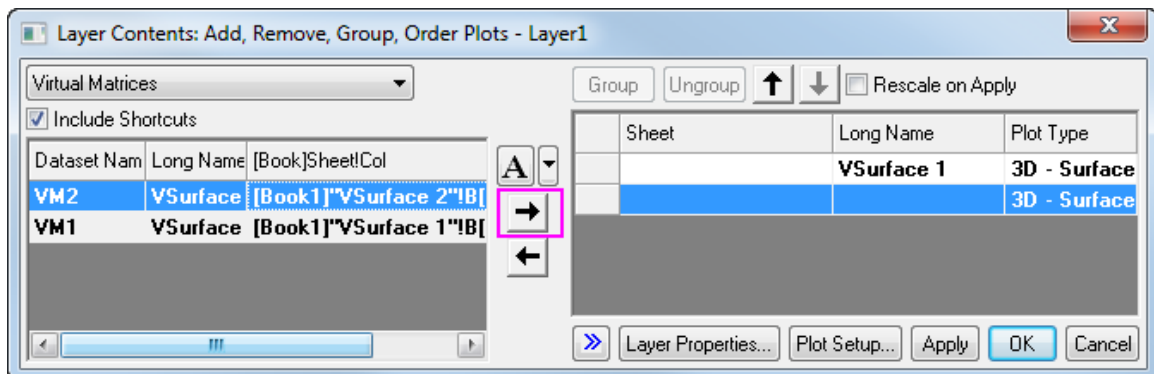 Layer Contents: Add, Remove, Group, Order Plots - Layer1
Virtual Matrices
Group Ungroup Rescale on Apply
Include Shortcuts
Sheet Long Name Plot Type
Dataset Nam Long Name [Book]Sheet!Col
A
VSurface 1 3D - Surface
VM2 VSurface [Book1]"VSurface 2"!B[
3D - Surface
VM1 VSurface [Book1]"VSurface 1"!B[
Layer Properties... Plot Setup... Apply OK Cancel